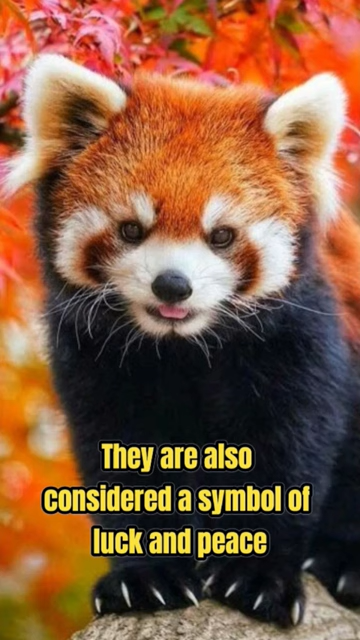 They are also
considered a symbol of
luck and peace